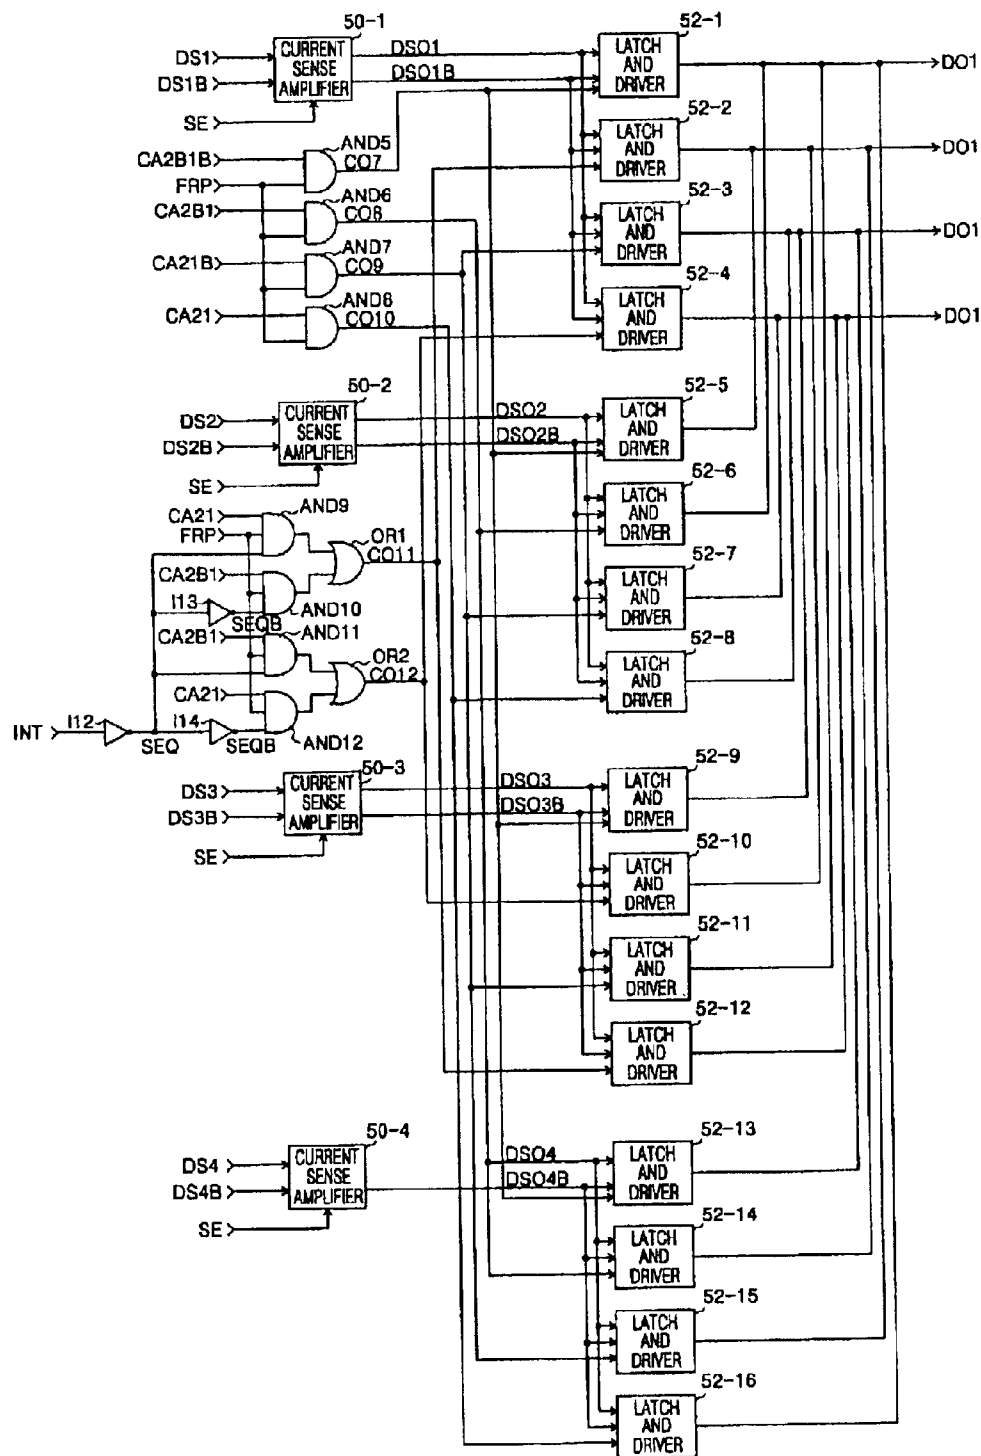 50-1
52-1
DS1
CURRENT
SENSE
AMPLIFIER
DSO1
LATCH
AND
DRIVER
DO1
DS1B
DSO1B
SE
52-2
AND5
CA2B1B
CO7
LATCH
AND
DRIVER
DO1
FRP
AND6
CA2B1
CO8
52-3
LATCH
AND
DRIVER
DO1
AND7
CA21B
CO9
52-4
AND8
CA21
CO10
LATCH
AND
DRIVER
DO1
50-2
52-5
DS2
CURRENT
SENSE
AMPLIFIER
DSO2
LATCH
AND
DRIVER
DS2B
DSO2B
SE
52-6
LATCH
AND
DRIVER
CA21
AND9
FRP
OR1
CO11
52-7
CA2B1
LATCH
AND
DRIVER
I13
AND10
SEQB
AND11
CA2B1
52-8
OR2
CO12
LATCH
AND
DRIVER
CA21
INT
I12
SEQ
I14
SEQB
AND12
50-3
52-9
DS3
CURRENT
SENSE
AMPLIFIER
DSO3
LATCH
AND
DRIVER
DS3B
DSO3B
SE
52-10
LATCH
AND
DRIVER
52-11
LATCH
AND
DRIVER
52-12
LATCH
AND
DRIVER
50-4
52-13
DS4
CURRENT
SENSE
AMPLIFIER
DSO4
LATCH
AND
DRIVER
DS4B
DSO4B
SE
52-14
LATCH
AND
DRIVER
52-15
LATCH
AND
DRIVER
52-16
LATCH
AND
DRIVER